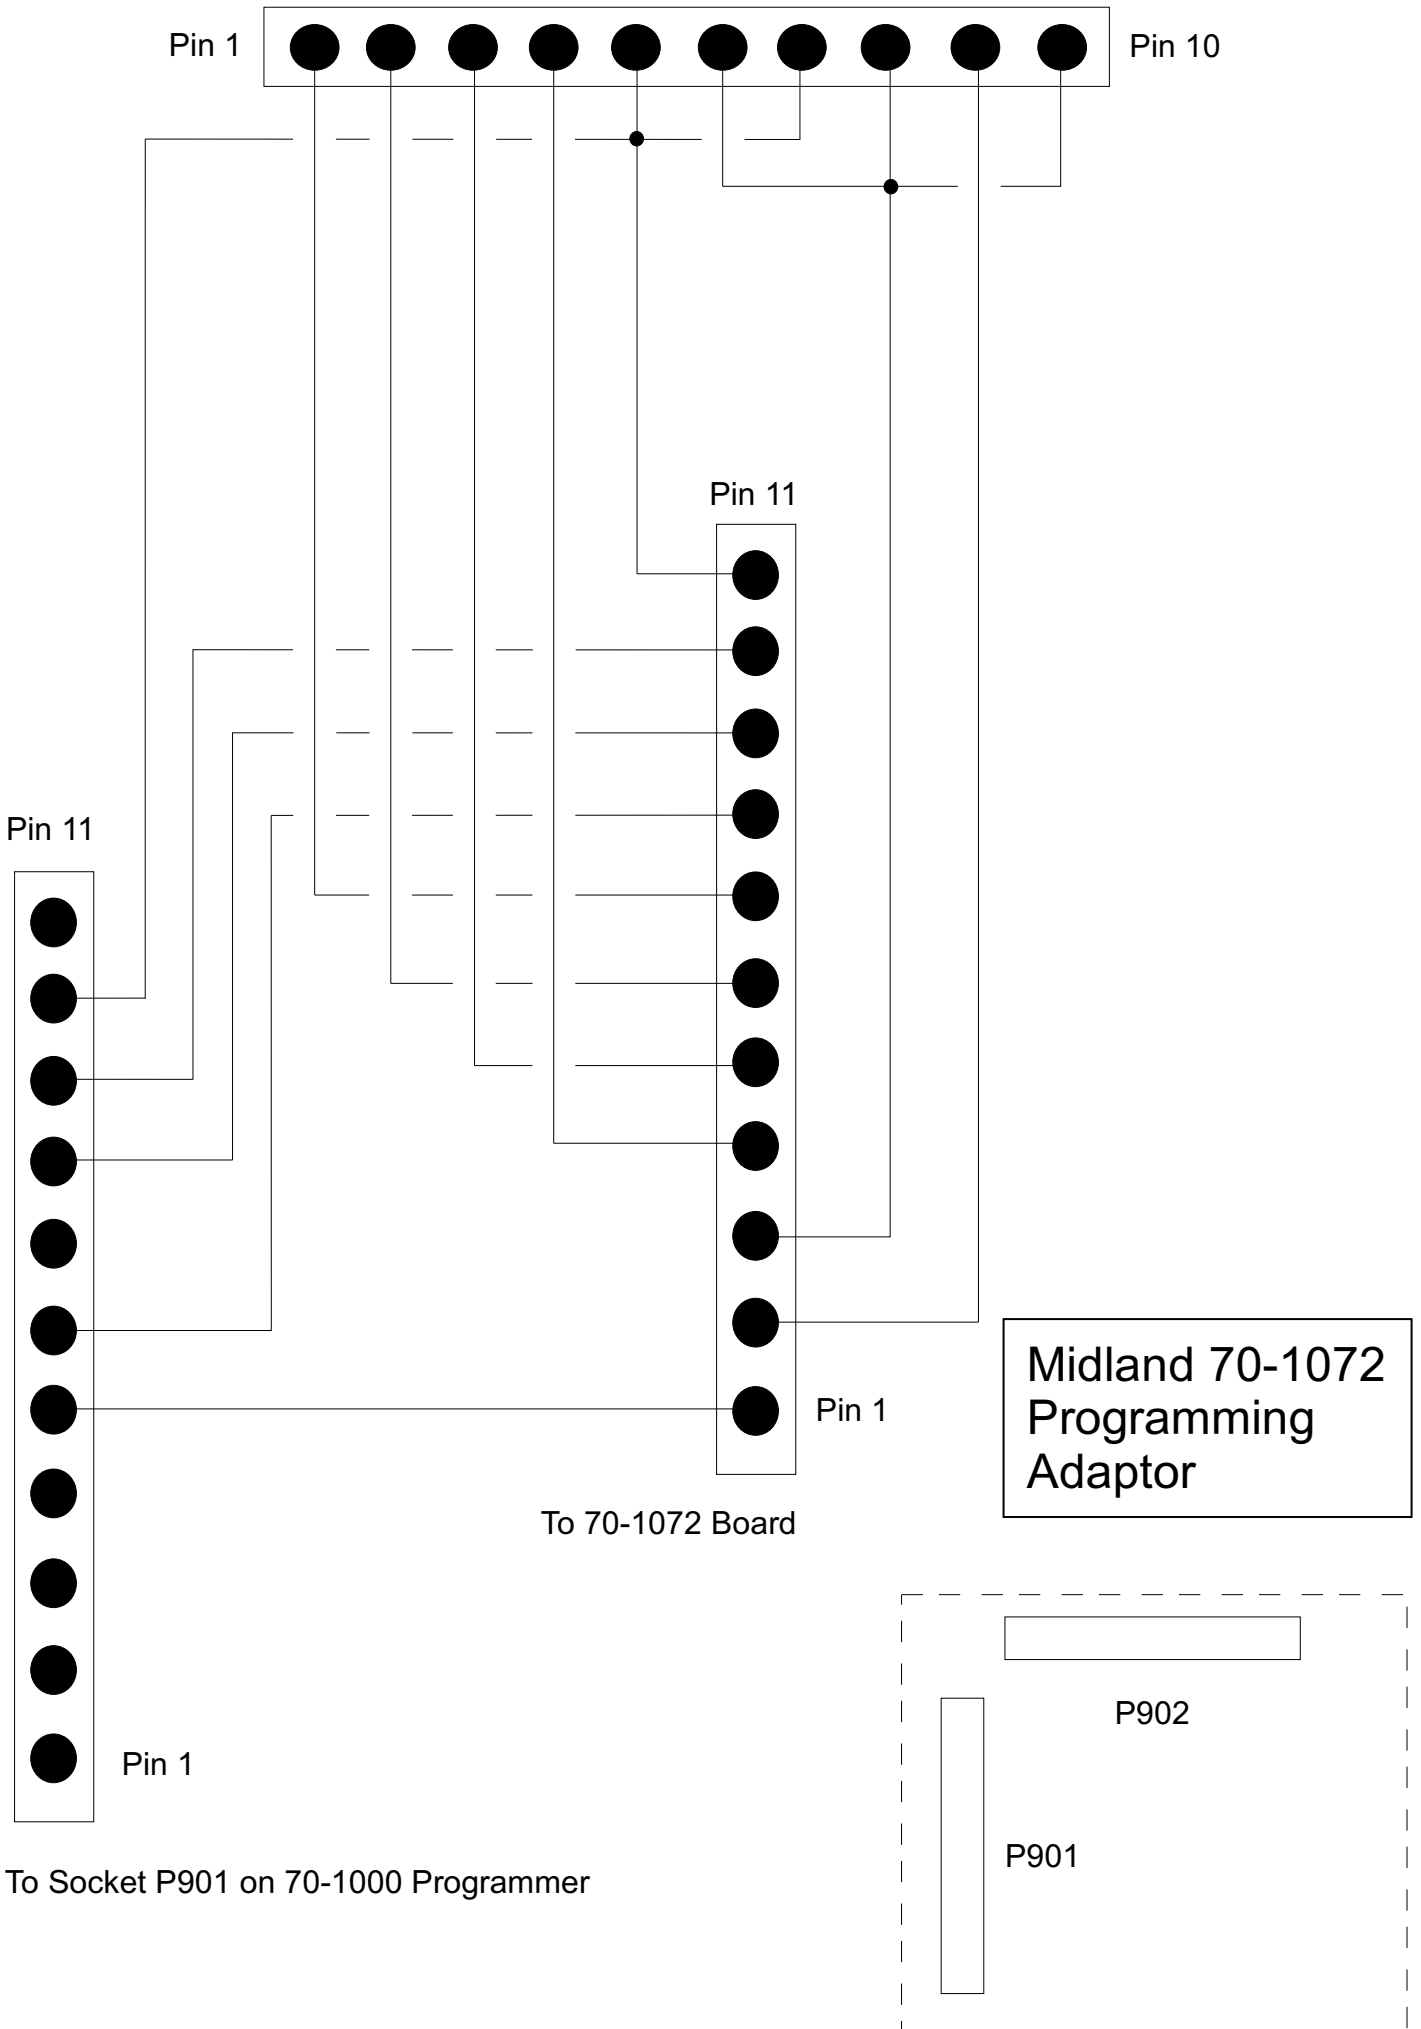 Pin 1
Pin 10
Pin 11
Pin 11
Pin 1
Midland 70-1072
Programming
Adaptor
To 70-1072 Board
P902
Pin 1
P901
To Socket P901 on 70-1000 Programmer